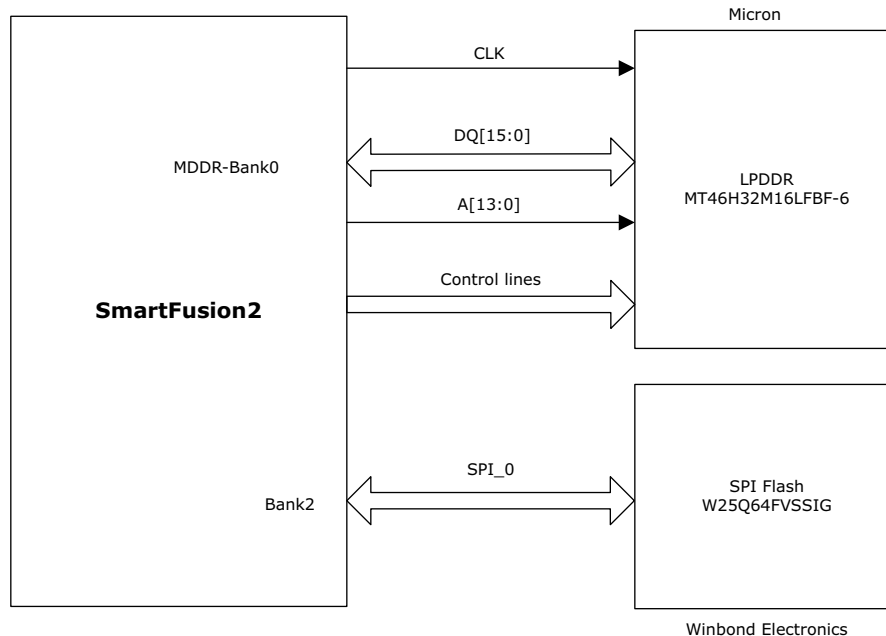 Micron
CLK
DQ[15:0]
MDDR-Bank0
LPDDR
MT46H32M16LFBF-6
A[13:0]
Control lines
SmartFusion2
SPI_0
Bank2
SPI Flash
W25Q64FVSSIG
Winbond Electronics